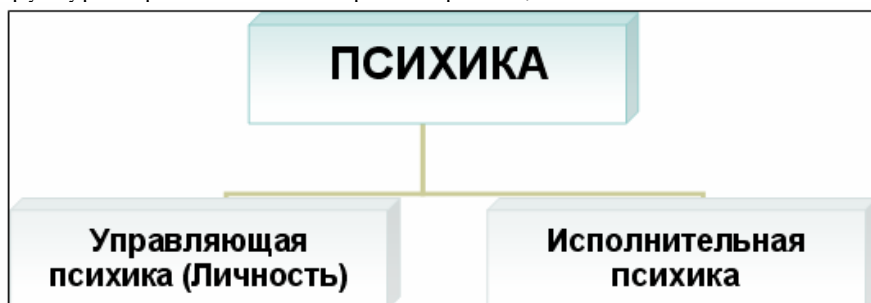 ПСИХИКА
Управляющая
психика (Личность)
Исполнительная
психика